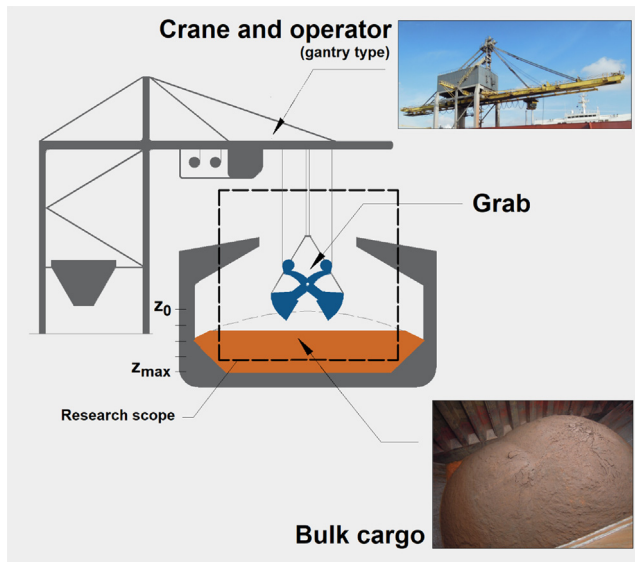 Crane and operator
(gantry type)
Grab
z0
zmax
Research scope
Bulk cargo